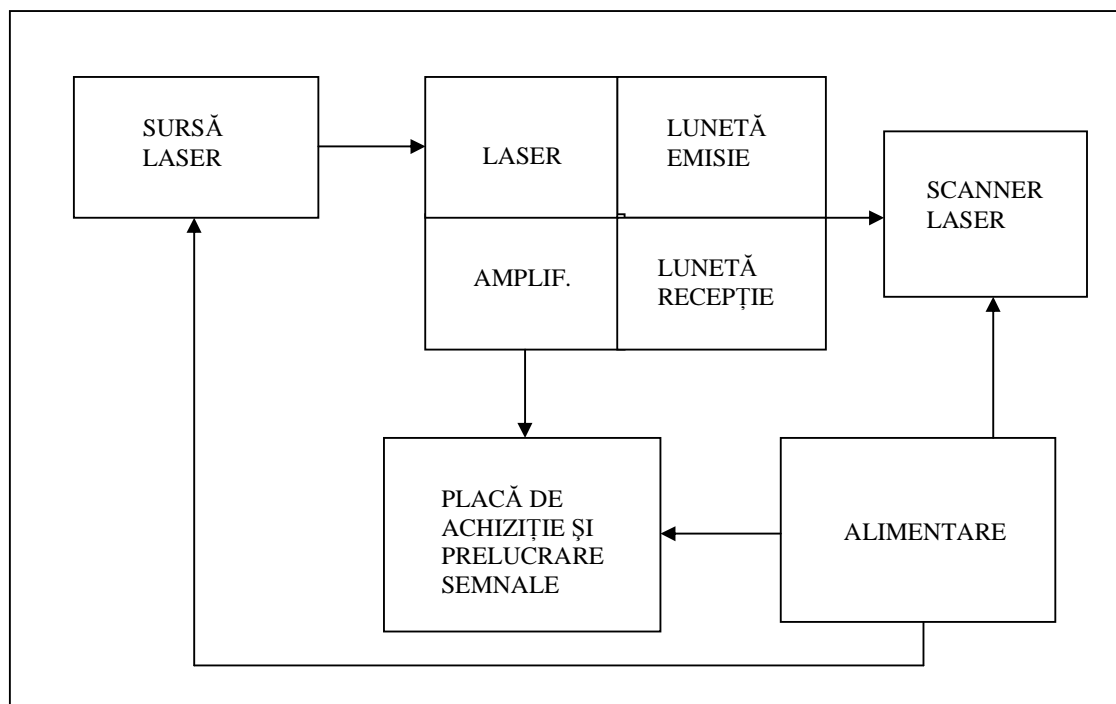 SURSĂ
LASER
LASER
LUNETĂ
EMISIE
SCANNER
LASER
AMPLIF.
LUNETĂ
RECEPȚIE
PLACĂ DE
ACHIZIȚIE ŞI
PRELUCRARE
SEMNALE
ALIMENTARE